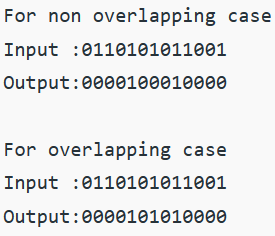 For non overlapping case
Input :0110101011001
Output:0000100010000
For overlapping case
Input :0110101011001
Output:0000101010000